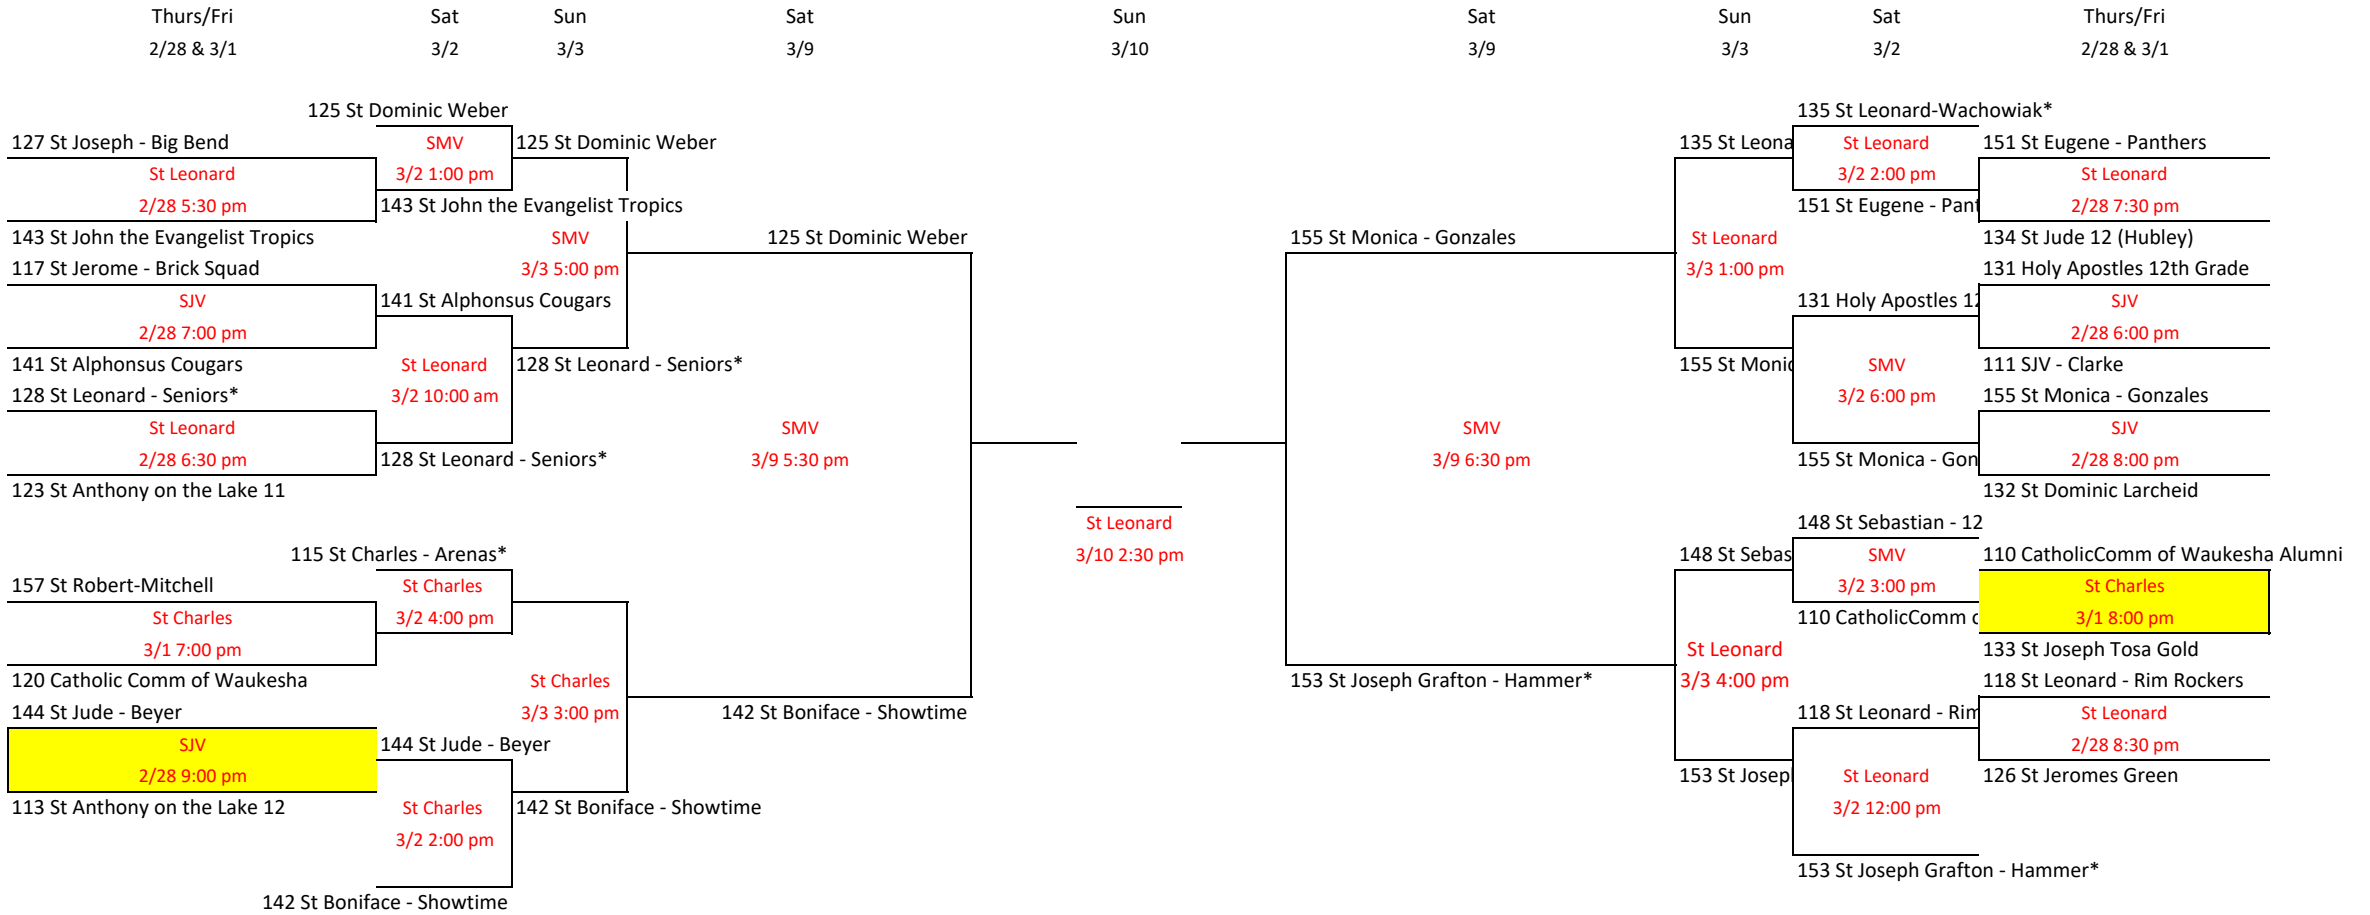 Thurs/Fri Sat Sun Sat Sun Sat Sun Sat Thurs/Fri
2/28 & 3/1 3/2 3/3 3/9 3/10 3/9 3/3 3/2 2/28 & 3/1
125 St Dominic Weber 135 St Leonard-Wachowiak*
127 St Joseph - Big Bend SMV 125 St Dominic Weber 135 St Leona St Leonard 151 St Eugene - Panthers
St Leonard 3/2 1:00 pm 3/2 2:00 pm St Leonard
2/28 5:30 pm 143 St John the Evangelist Tropics 151 St Eugene - Pant 2/28 7:30 pm
143 St John the Evangelist Tropics SMV 125 St Dominic Weber 155 St Monica - Gonzales St Leonard 134 St Jude 12 (Hubley)
117 St Jerome - Brick Squad 3/3 5:00 pm 3/3 1:00 pm 131 Holy Apostles 12th Grade
SJV 141 St Alphonsus Cougars 131 Holy Apostles 12 SJV
2/28 7:00 pm 2/28 6:00 pm
141 St Alphonsus Cougars St Leonard 128 St Leonard - Seniors* 155 St Monic SMV 111 SJV - Clarke
128 St Leonard - Seniors* 3/2 10:00 am 3/2 6:00 pm 155 St Monica - Gonzales
St Leonard SMV SMV SJV
2/28 6:30 pm 128 St Leonard - Seniors* 3/9 5:30 pm 3/9 6:30 pm 155 St Monica - Gon 2/28 8:00 pm
123 St Anthony on the Lake 11 132 St Dominic Larcheid
St Leonard 148 St Sebastian - 12
115 St Charles - Arenas* 3/10 2:30 pm 148 St Sebas SMV 110 CatholicComm of Waukesha Alumni
157 St Robert-Mitchell St Charles 3/2 3:00 pm St Charles
St Charles 3/2 4:00 pm 110 CatholicComm c 3/1 8:00 pm
3/1 7:00 pm St Leonard 133 St Joseph Tosa Gold
120 Catholic Comm of Waukesha St Charles 153 St Joseph Grafton - Hammer* 3/3 4:00 pm 118 St Leonard - Rim Rockers
144 St Jude - Beyer 3/3 3:00 pm 142 St Boniface - Showtime 118 St Leonard - Rim St Leonard
SJV 144 St Jude - Beyer 2/28 8:30 pm
2/28 9:00 pm 153 St Josep St Leonard 126 St Jeromes Green
113 St Anthony on the Lake 12 St Charles 142 St Boniface - Showtime 3/2 12:00 pm
3/2 2:00 pm
153 St Joseph Grafton - Hammer*
142 St Boniface - Showtime